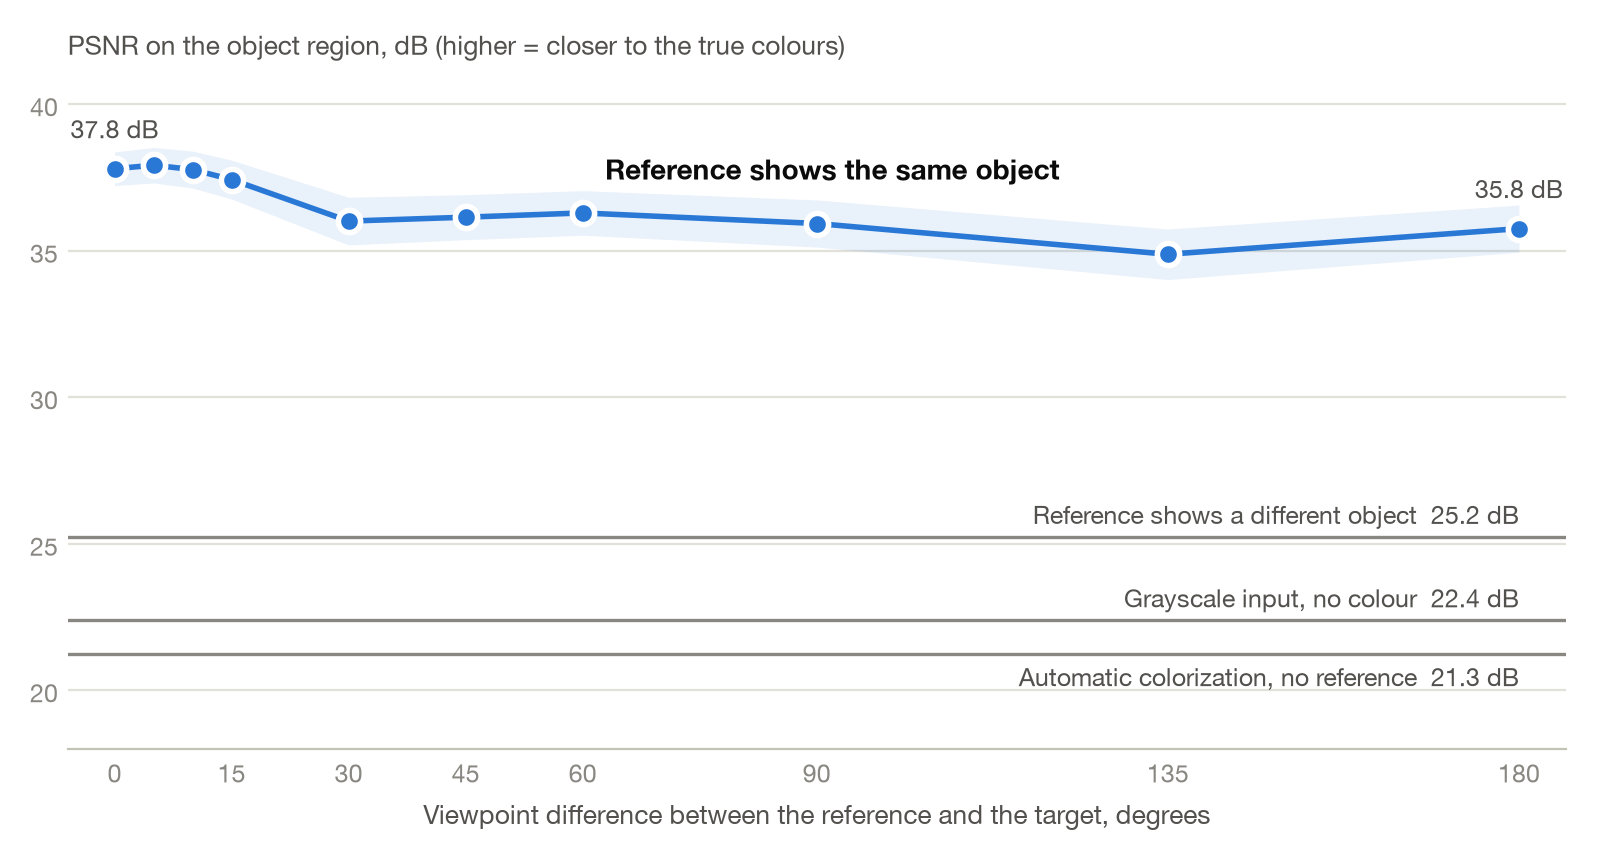 PSNR on the object region, dB (higher = closer to the true colours)
40
37.8 dB
Reference shows the same object
35.8 dB
35
30
Reference shows a different object 25.2 dB
25
Grayscale input, no colour 22.4 dB
Automatic colorization, no reference 21.3 dB
20
0 15 30 45 60 90 135 180
Viewpoint difference between the reference and the target, degrees